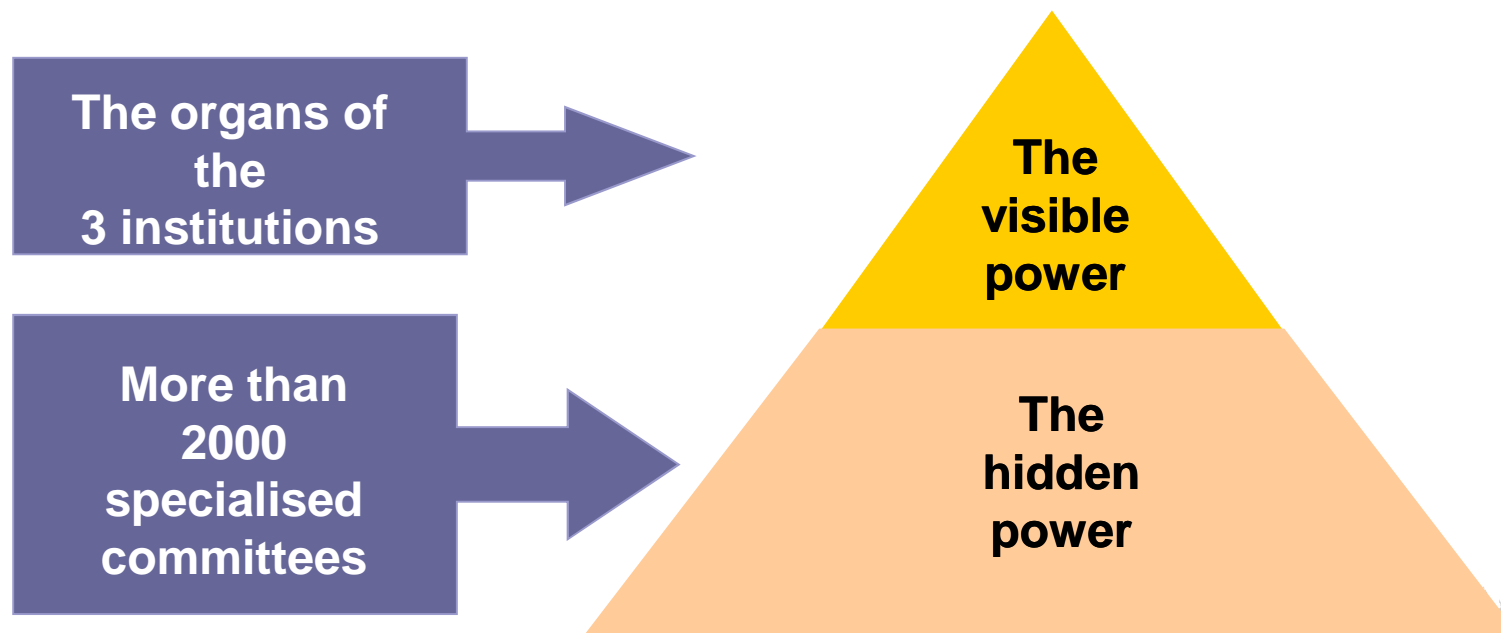 The organs of
the
3 institutions
The
visible
power
More than
2000
specialised
committees
The
hidden
power